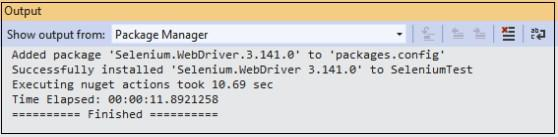 Output
Show output from: Package Manager
Added package 'Selenium.WebDriver.3.141.0' to 'packages.config'
Successfully installed 'Selenium.WebDriver 3.141.0' to SeleniumTest
Executing nuget actions took 10.69 sec
Time Elapsed: 00:00:11.8921258
========== Finished ==========